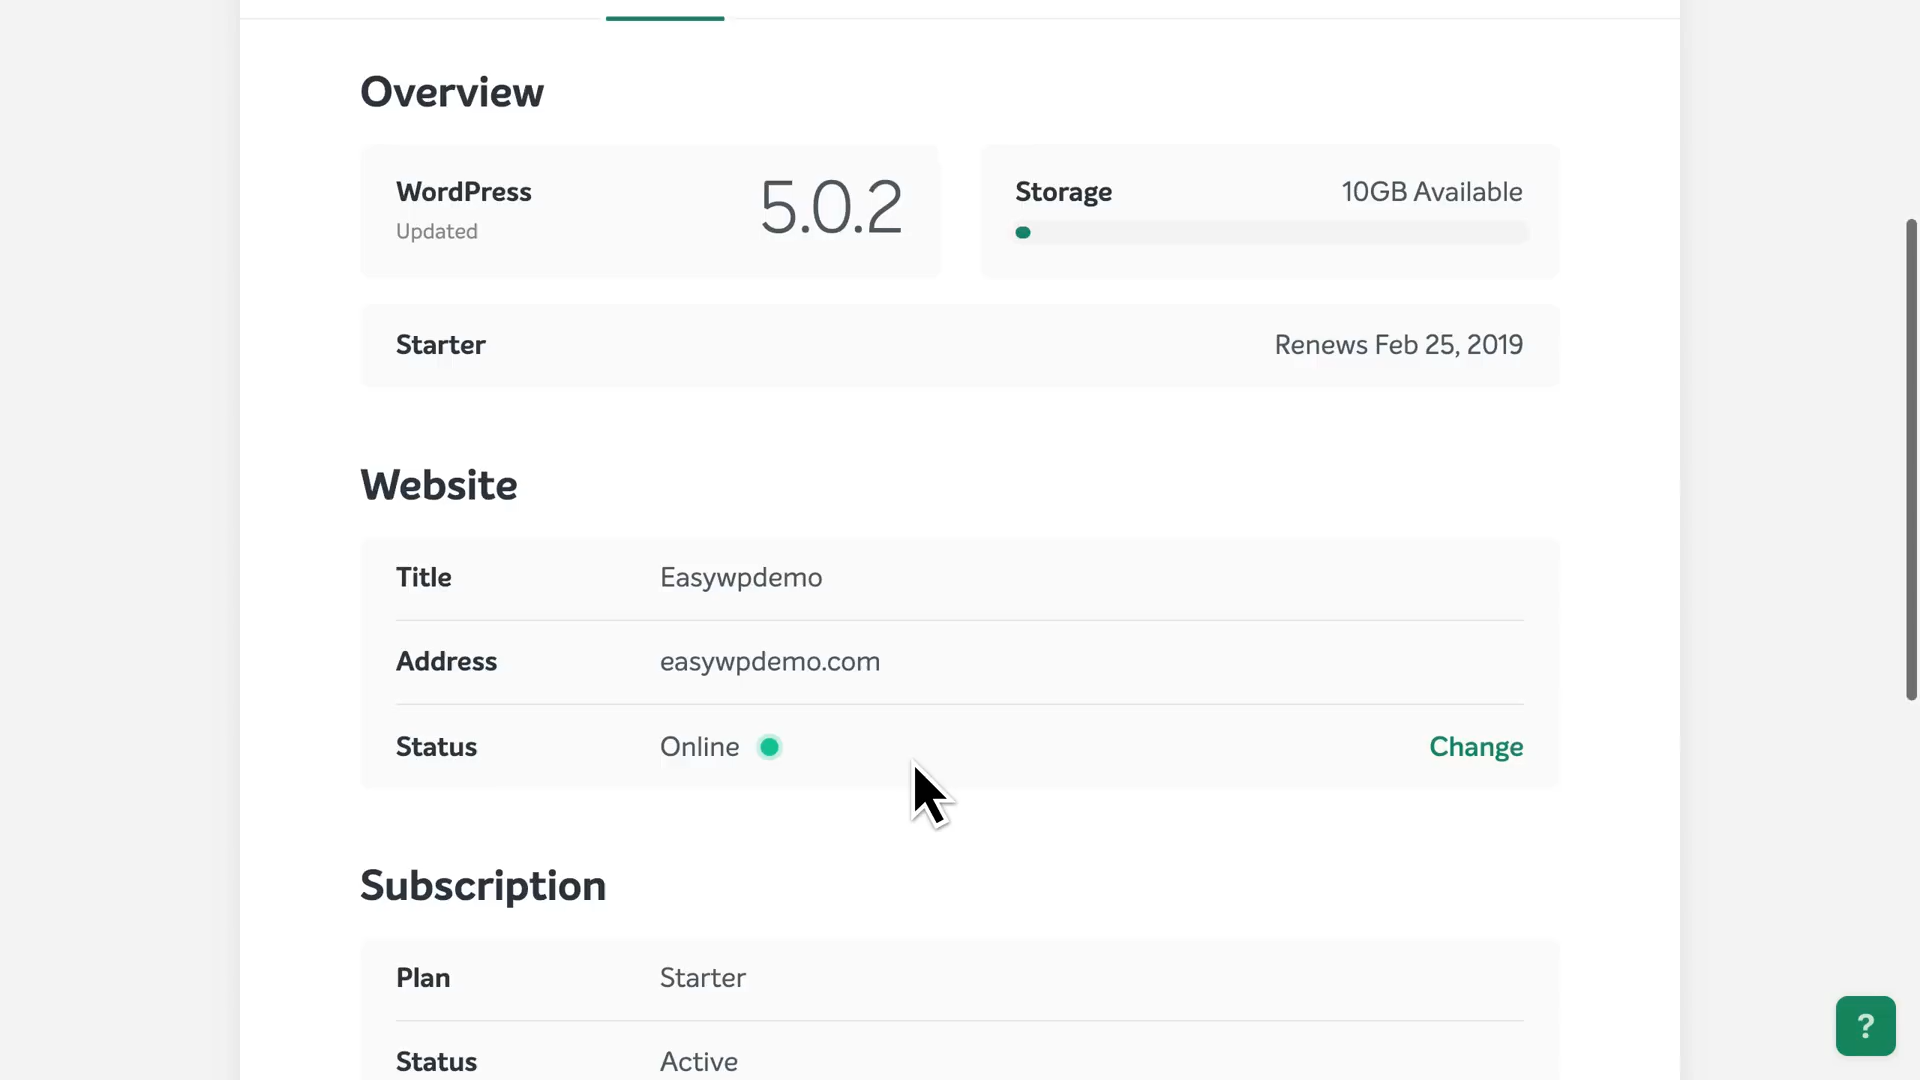 Overview
WordPress
Updated
5.0.2
Storage
10GB Available
Starter
Renews Feb 25, 2019
Website
Title Easywpdemo
Address easywpdemo.com
Status Online Change
Subscription
Plan Starter
Status Active
?